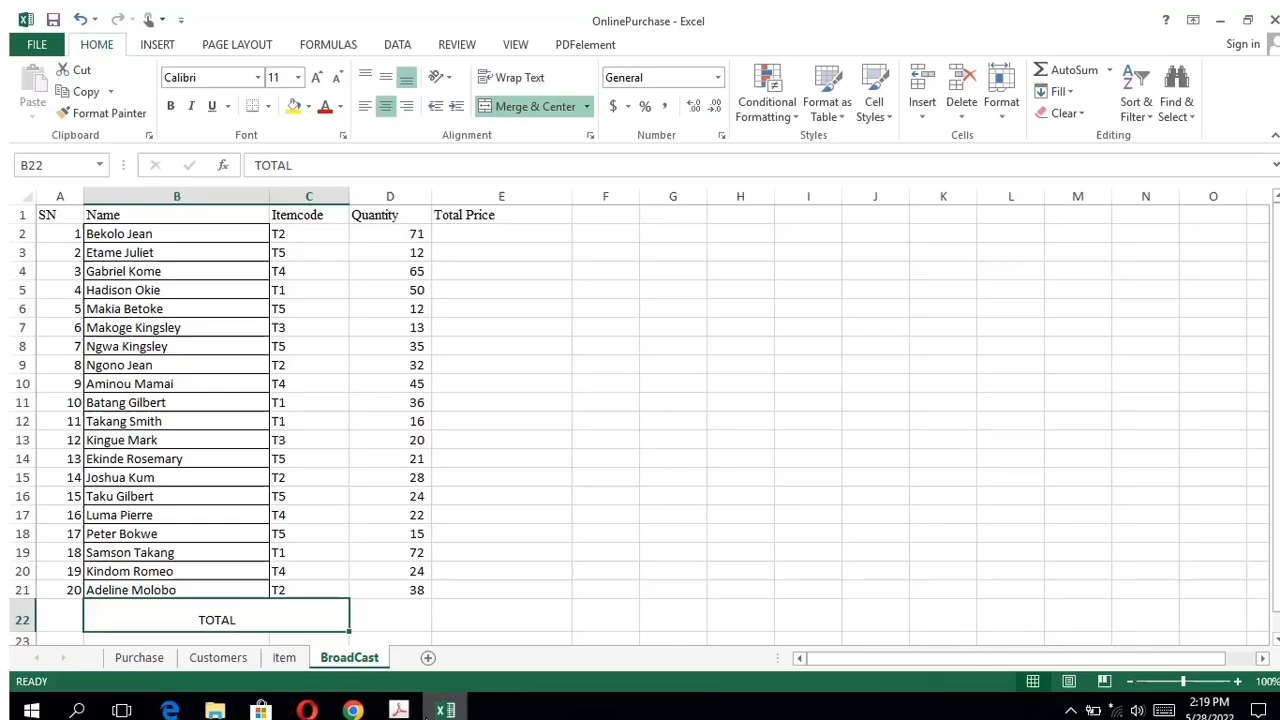 OnlinePurchase - Excel
?
FILE HOME INSERT PAGE LAYOUT FORMULAS DATA REVIEW VIEW PDFelement Sign in
Paste
Cut
Copy
Format Painter
Clipboard
Calibri 11
B I U A
Font
Wrap Text
Merge & Center
Alignment
General
$ % ,
Number
Conditional Formatting
Format as Table
Cell Styles
Styles
Insert
Delete
Format
Cells
AutoSum
Fill
Clear
Sort & Filter
Find & Select
Editing
B22 fx TOTAL
A B C D E F G H I J K L M N O
1 SN Name Itemcode Quantity Total Price
2 1 Bekolo Jean T2 71
3 2 Etame Juliet T5 12
4 3 Gabriel Kome T4 65
5 4 Hadison Okie T1 50
6 5 Makia Betoke T5 12
7 6 Makoge Kingsley T3 13
8 7 Ngwa Kingsley T5 35
9 8 Ngono Jean T2 32
10 9 Aminou Mamai T4 45
11 10 Batang Gilbert T1 36
12 11 Takang Smith T1 16
13 12 Kingue Mark T3 20
14 13 Ekinde Rosemary T5 21
15 14 Joshua Kum T2 28
16 15 Taku Gilbert T5 24
17 16 Luma Pierre T4 22
18 17 Peter Bokwe T5 15
19 18 Samson Takang T1 72
20 19 Kindom Romeo T4 24
21 20 Adeline Molobo T2 38
22 TOTAL
23
Purchase Customers Item BroadCast
READY 100%
2:19 PM
5/28/2022